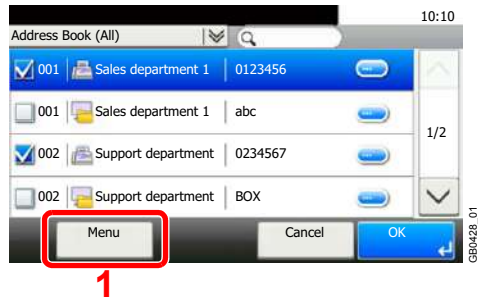 10:10
Address Book (All)
001 Sales department 1 0123456
001 Sales department 1 abc
1/2
002 Support department 0234567
002 Support department BOX
Menu Cancel OK
1
GB0428_01